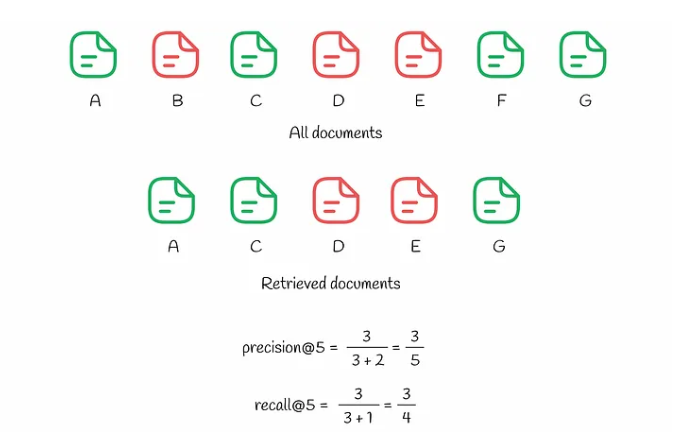 A B C D E F G
All documents
A C D E G
Retrieved documents
precision@5 = 3 / 3 + 2 = 3 / 5
recall@5 = 3 / 3 + 1 = 3 / 4